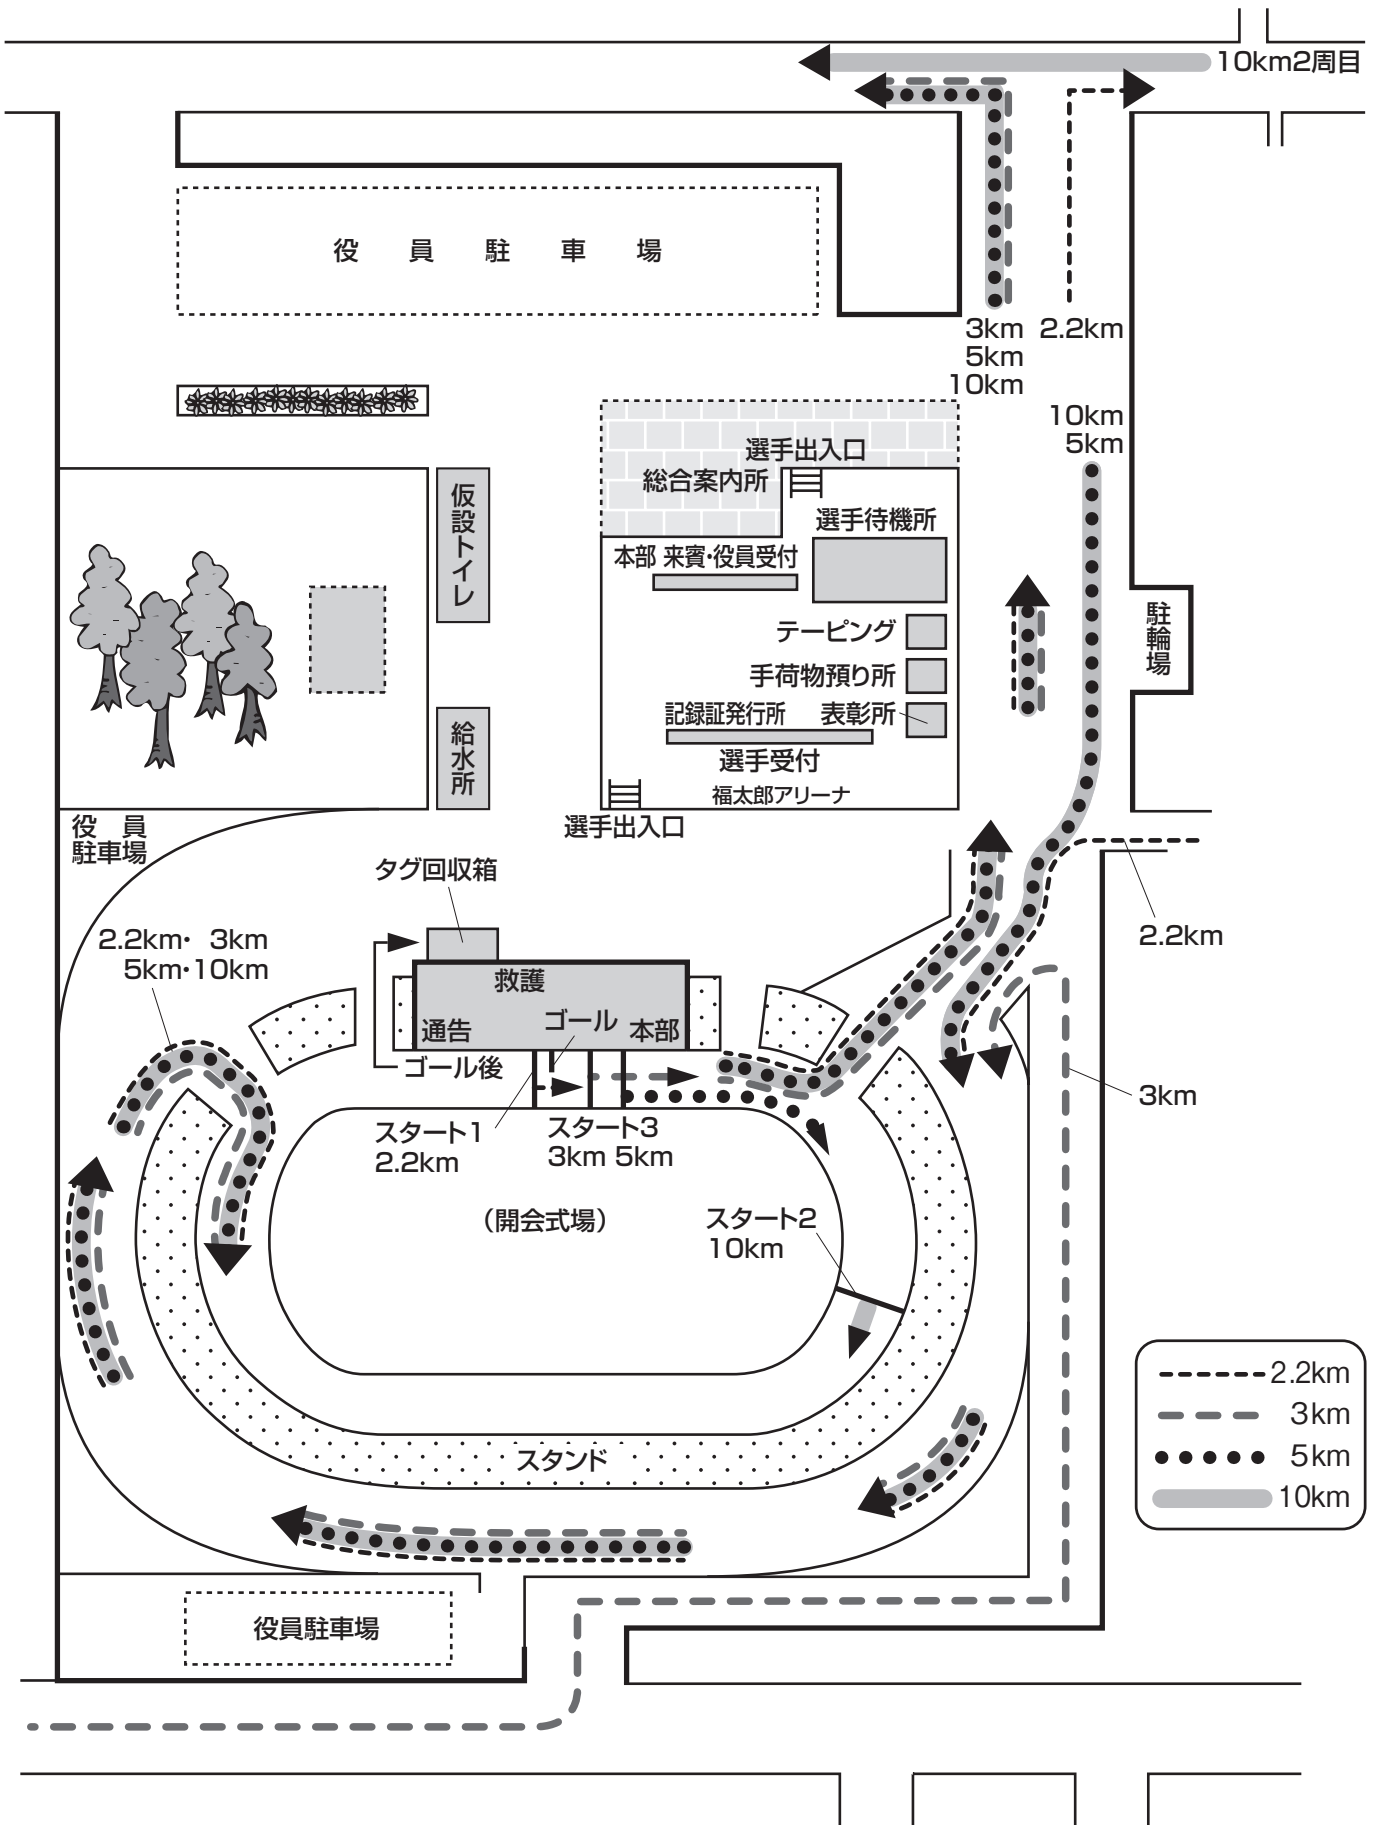 10km2周目
役員駐車場
3km 2.2km
5km
10km
10km
5km
選手出入口
総合案内所
選手待機所
本部 来賓・役員受付
仮設トイレ
テーピング
駐輪場
手荷物預り所
記録証発行所 表彰所
給水所
選手受付
福太郎アリーナ
選手出入口
役員
駐車場
タグ回収箱
2.2km・ 3km
5km・10km
2.2km
救護
通告
ゴール
本部
ゴール後
3km
スタート1
2.2km
スタート3
3km 5km
(開会式場)
スタート2
10km
2.2km
3km
5km
10km
スタンド
役員駐車場